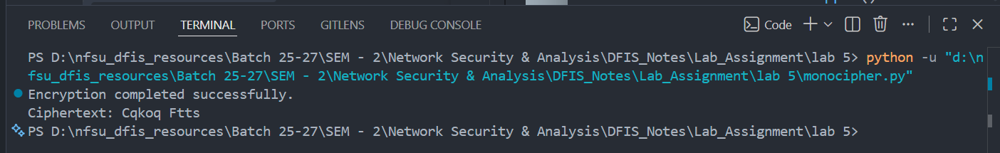 PROBLEMS OUTPUT TERMINAL PORTS GITLENS DEBUG CONSOLE Code
PS D:\nfsu_dfis_resources\Batch 25-27\SEM - 2\Network Security & Analysis\DFIS_Notes\Lab_Assignment\lab 5> python -u "d:\n
fsu_dfis_resources\Batch 25-27\SEM - 2\Network Security & Analysis\DFIS_Notes\Lab_Assignment\lab 5\monocipher.py"
Encryption completed successfully.
Ciphertext: Cqkoq Ftts
PS D:\nfsu_dfis_resources\Batch 25-27\SEM - 2\Network Security & Analysis\DFIS_Notes\Lab_Assignment\lab 5>